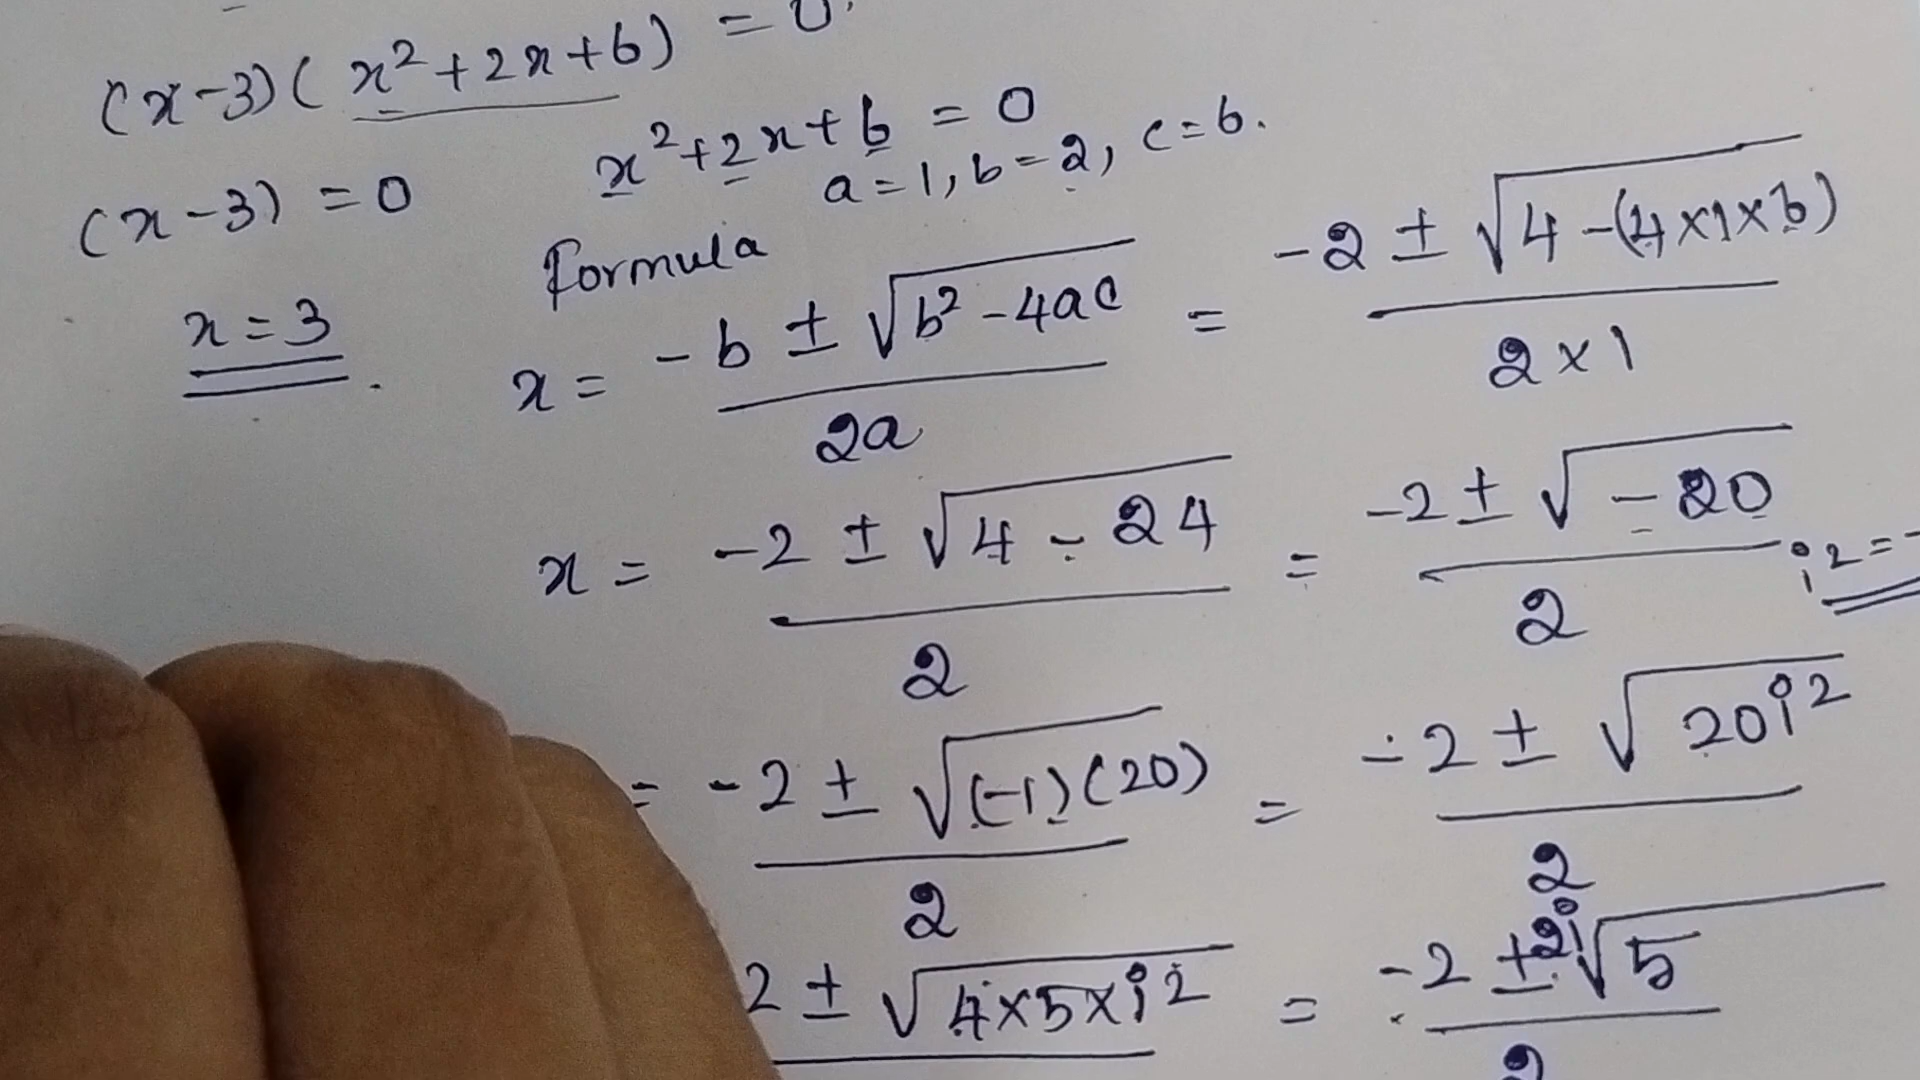 (x-3)(x²+2x+6) = 0.
x²+2x+6 = 0
(x-3) = 0
a=1, b=2, c=6.
Formula
x=3
x = -b ± √b²-4ac / 2a = -2 ± √4-(4×1×6) / 2×1
x = -2 ± √4-24 / 2 = -2 ± √-20 / 2
i²=-
= -2 ± √(-1)(20) / 2 = -2 ± √20i² / 2
2 ± √4×5×i² = -2 ± 2i√5 / 2